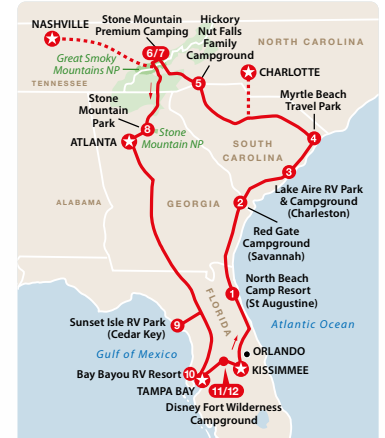 NASHVILLE
Stone Mountain
Premium Camping
6/7
Hickory
Nut Falls
Family
Campground
NORTH CAROLINA
Great Smoky
Mountains NP
TENNESSEE
5
CHARLOTTE
Stone
Mountain
Park
Myrtle Beach
Travel Park
8
Stone
Mountain NP
ATLANTA
4
SOUTH
CAROLINA
3
Lake Aire RV Park
& Campground
(Charleston)
ALABAMA
GEORGIA
2
Red Gate
Campground
(Savannah)
North Beach
Camp Resort
(St Augustine)
1
FLORIDA
Sunset Isle RV Park
(Cedar Key)
9
Atlantic Ocean
Gulf of Mexico
ORLANDO
Bay Bayou RV Resort
10
KISSIMMEE
TAMPA BAY
11/12
Disney Fort Wilderness
Campground